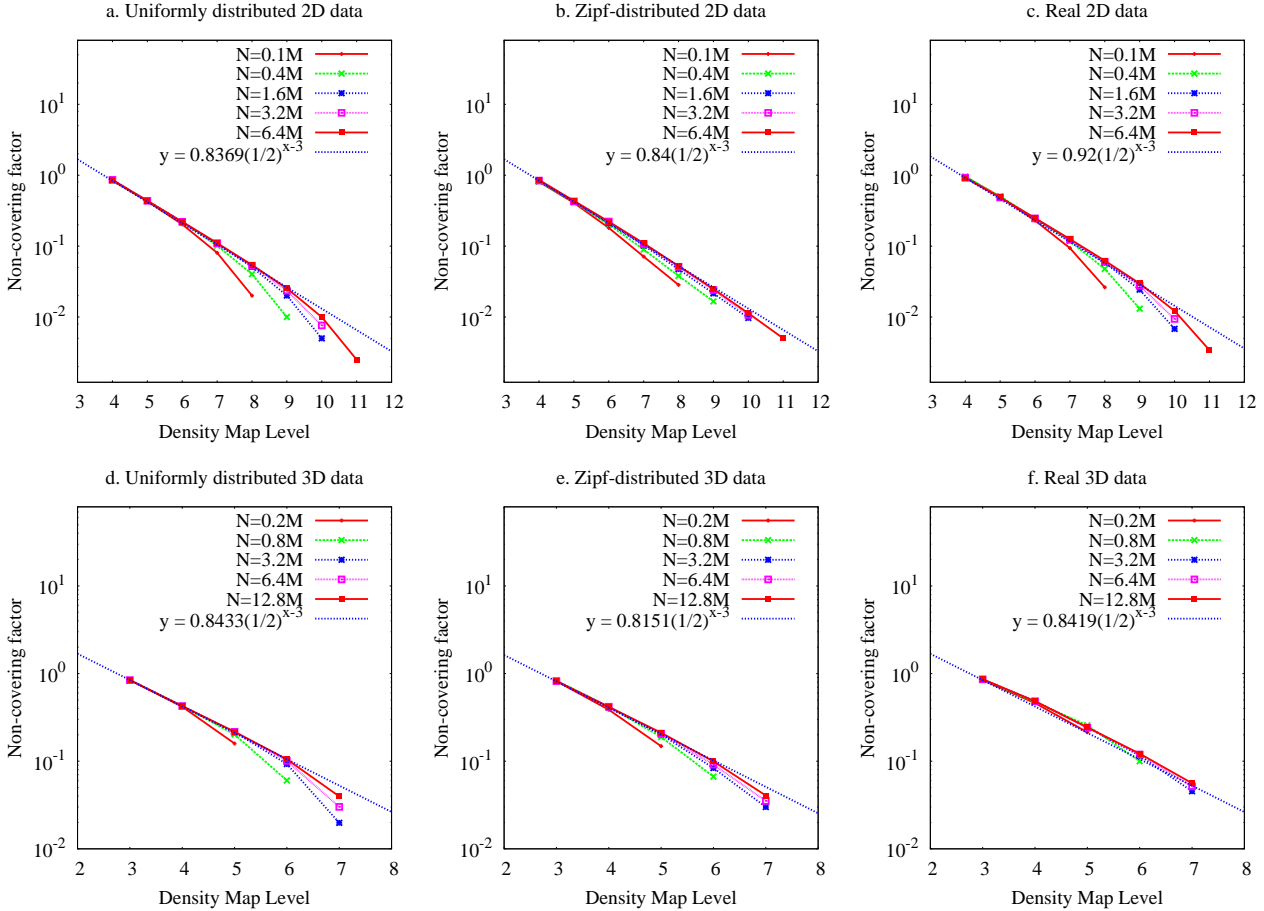 a. Uniformly distributed 2D data
N=0.1M
N=0.4M
N=1.6M
N=3.2M
N=6.4M
y = 0.8369(1/2)^{x-3}
10^{1}
10^{0}
10^{-1}
10^{-2}
Non-covering factor
3 4 5 6 7 8 9 10 11 12
Density Map Level
b. Zipf-distributed 2D data
N=0.1M
N=0.4M
N=1.6M
N=3.2M
N=6.4M
y = 0.84(1/2)^{x-3}
10^{1}
10^{0}
10^{-1}
10^{-2}
Non-covering factor
3 4 5 6 7 8 9 10 11 12
Density Map Level
c. Real 2D data
N=0.1M
N=0.4M
N=1.6M
N=3.2M
N=6.4M
y = 0.92(1/2)^{x-3}
10^{1}
10^{0}
10^{-1}
10^{-2}
Non-covering factor
3 4 5 6 7 8 9 10 11 12
Density Map Level
d. Uniformly distributed 3D data
N=0.2M
N=0.8M
N=3.2M
N=6.4M
N=12.8M
y = 0.8433(1/2)^{x-3}
10^{1}
10^{0}
10^{-1}
10^{-2}
Non-covering factor
2 3 4 5 6 7 8
Density Map Level
e. Zipf-distributed 3D data
N=0.2M
N=0.8M
N=3.2M
N=6.4M
N=12.8M
y = 0.8151(1/2)^{x-3}
10^{1}
10^{0}
10^{-1}
10^{-2}
Non-covering factor
2 3 4 5 6 7 8
Density Map Level
f. Real 3D data
N=0.2M
N=0.8M
N=3.2M
N=6.4M
N=12.8M
y = 0.8419(1/2)^{x-3}
10^{1}
10^{0}
10^{-1}
10^{-2}
Non-covering factor
2 3 4 5 6 7 8
Density Map Level